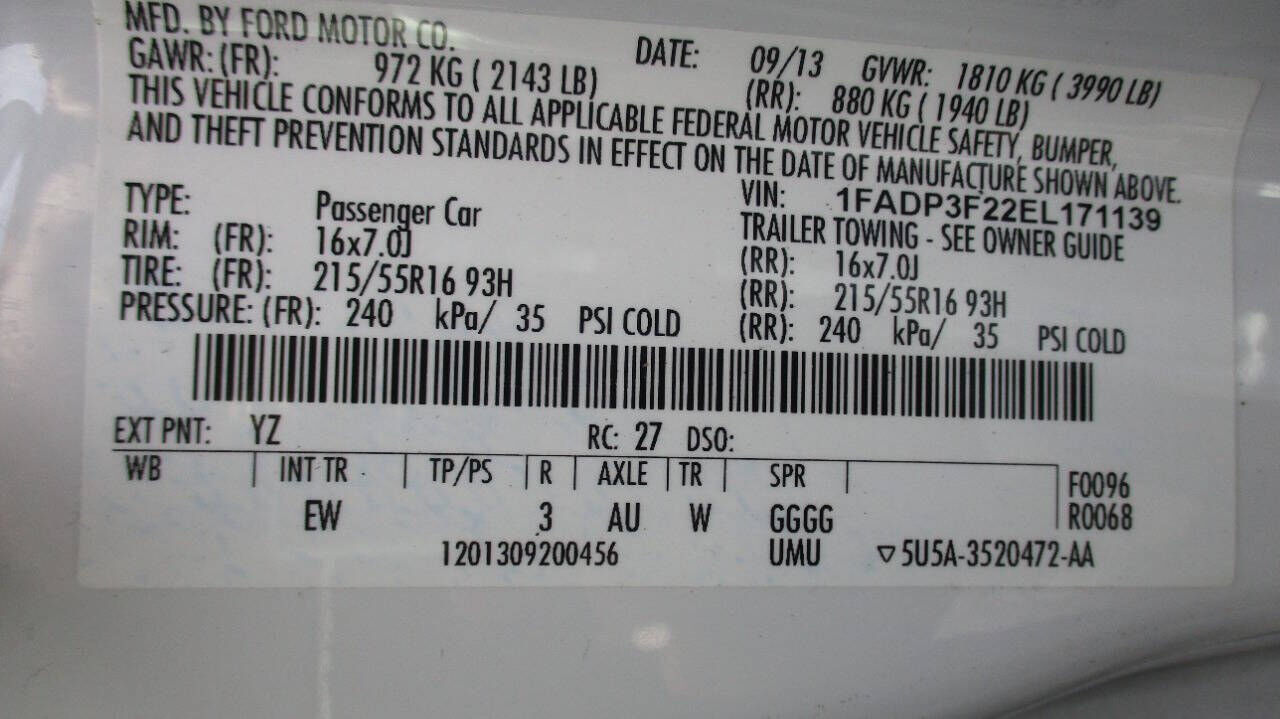 MFD. BY FORD MOTOR CO.
DATE: 09/13 GVWR: 1810 KG ( 3990 LB)
GAWR: (FR): 972 KG ( 2143 LB) (RR): 880 KG ( 1940 LB)
THIS VEHICLE CONFORMS TO ALL APPLICABLE FEDERAL MOTOR VEHICLE SAFETY, BUMPER,
AND THEFT PREVENTION STANDARDS IN EFFECT ON THE DATE OF MANUFACTURE SHOWN ABOVE.
VIN: 1FADP3F22EL171139
TYPE: Passenger Car TRAILER TOWING - SEE OWNER GUIDE
RIM: (FR): 16x7.0J (RR): 16x7.0J
TIRE: (FR): 215/55R16 93H (RR): 215/55R16 93H
PRESSURE: (FR): 240 kPa/ 35 PSI COLD (RR): 240 kPa/ 35 PSI COLD
EXT PNT: YZ RC: 27 DSO:
WB INT TR TP/PS R AXLE TR SPR F0096
EW 3 AU W GGGG R0068
1201309200456 UMU ▽5U5A-3520472-AA